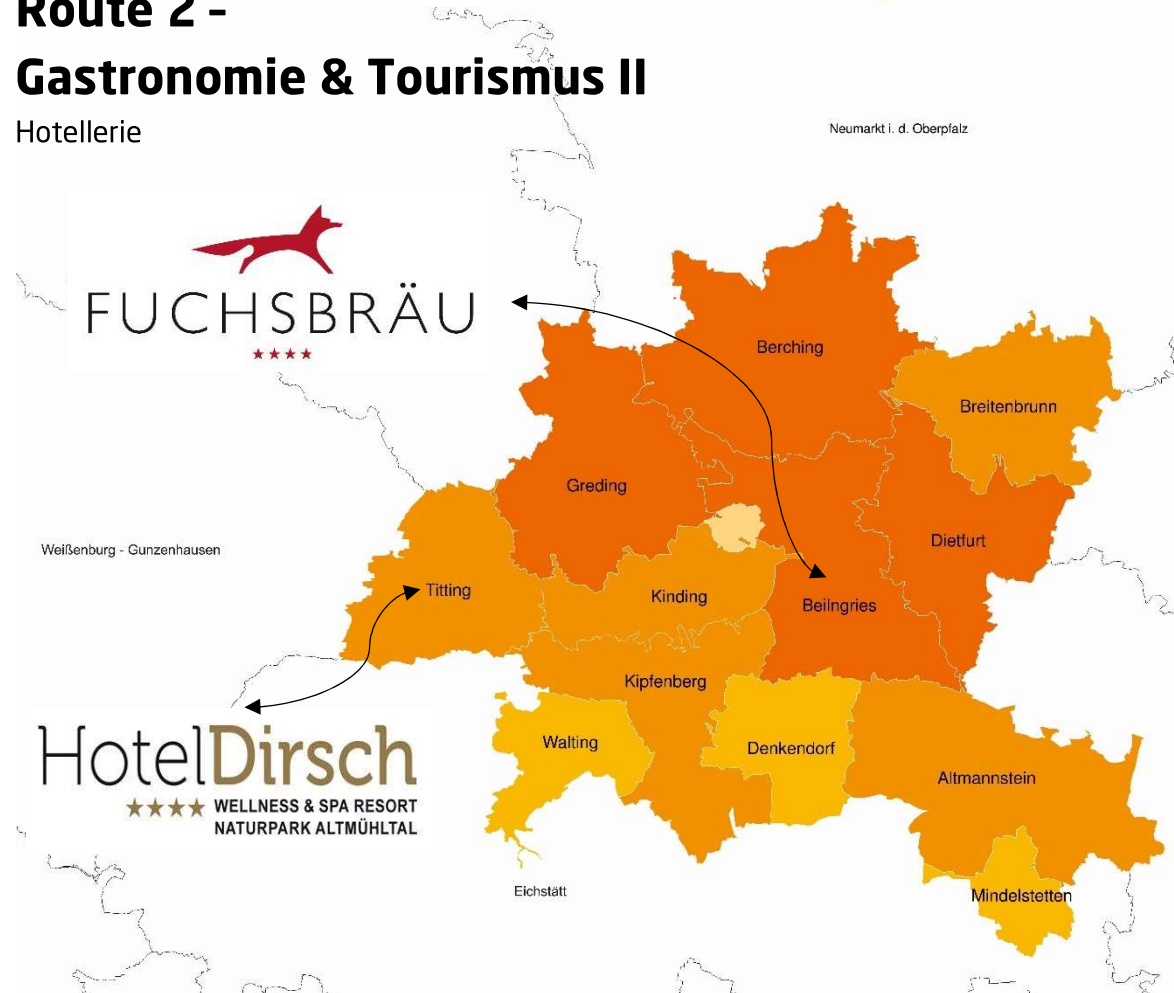 Route 2 –
Gastronomie & Tourismus II
Hotellerie
Neumarkt i. d. Oberpfalz
FUCHSBRÄU
Berching
Breitenbrunn
Greding
Dietfurt
Weißenburg - Gunzenhausen
Titting
Kinding
Beilngries
Kipfenberg
Walting
Denkendorf
Altmannstein
HotelDirsch
WELLNESS & SPA RESORT
NATURPARK ALTMÜHLTAL
Eichstätt
Mindelstetten